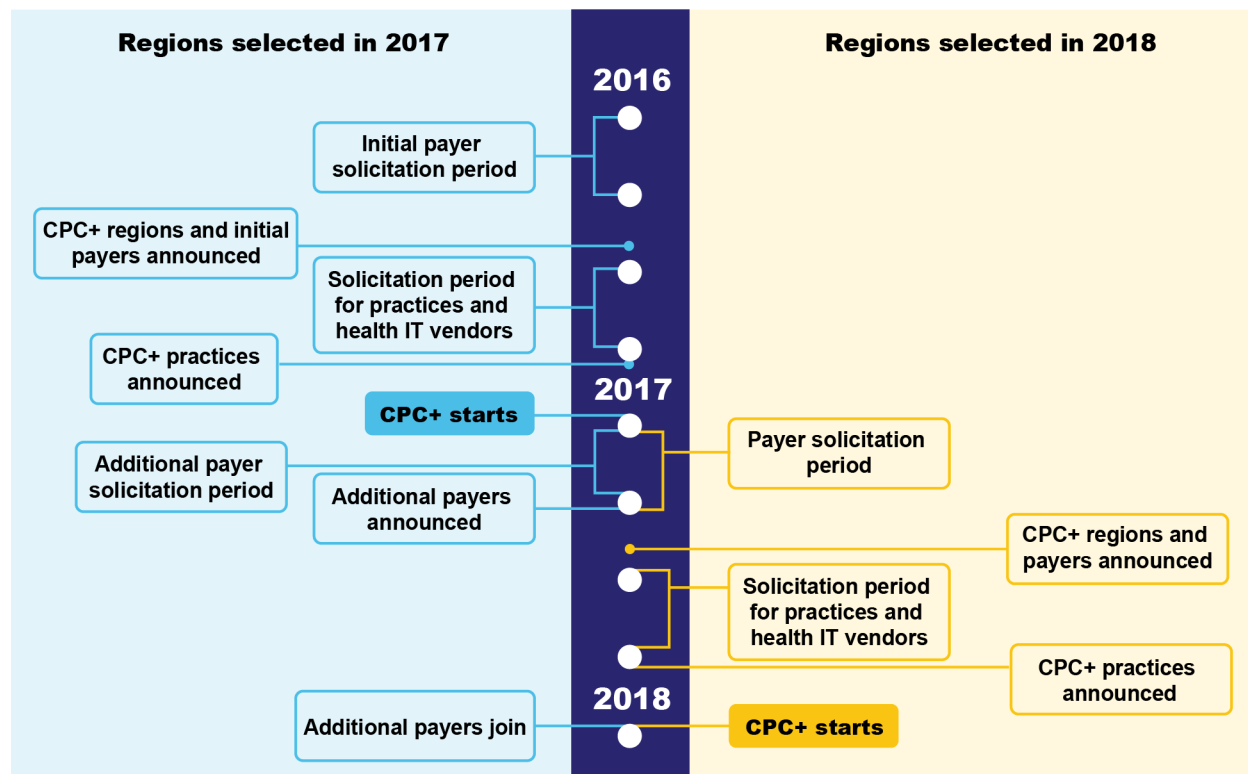 Regions selected in 2017
Regions selected in 2018
2016
Initial payer
solicitation period
CPC+ regions and initial
payers announced
Solicitation period
for practices and
health IT vendors
CPC+ practices
announced
2017
CPC+ starts
Payer solicitation
period
Additional payer
solicitation period
Additional payers
announced
CPC+ regions and
payers announced
Solicitation period
for practices and
health IT vendors
CPC+ practices
announced
2018
Additional payers join
CPC+ starts